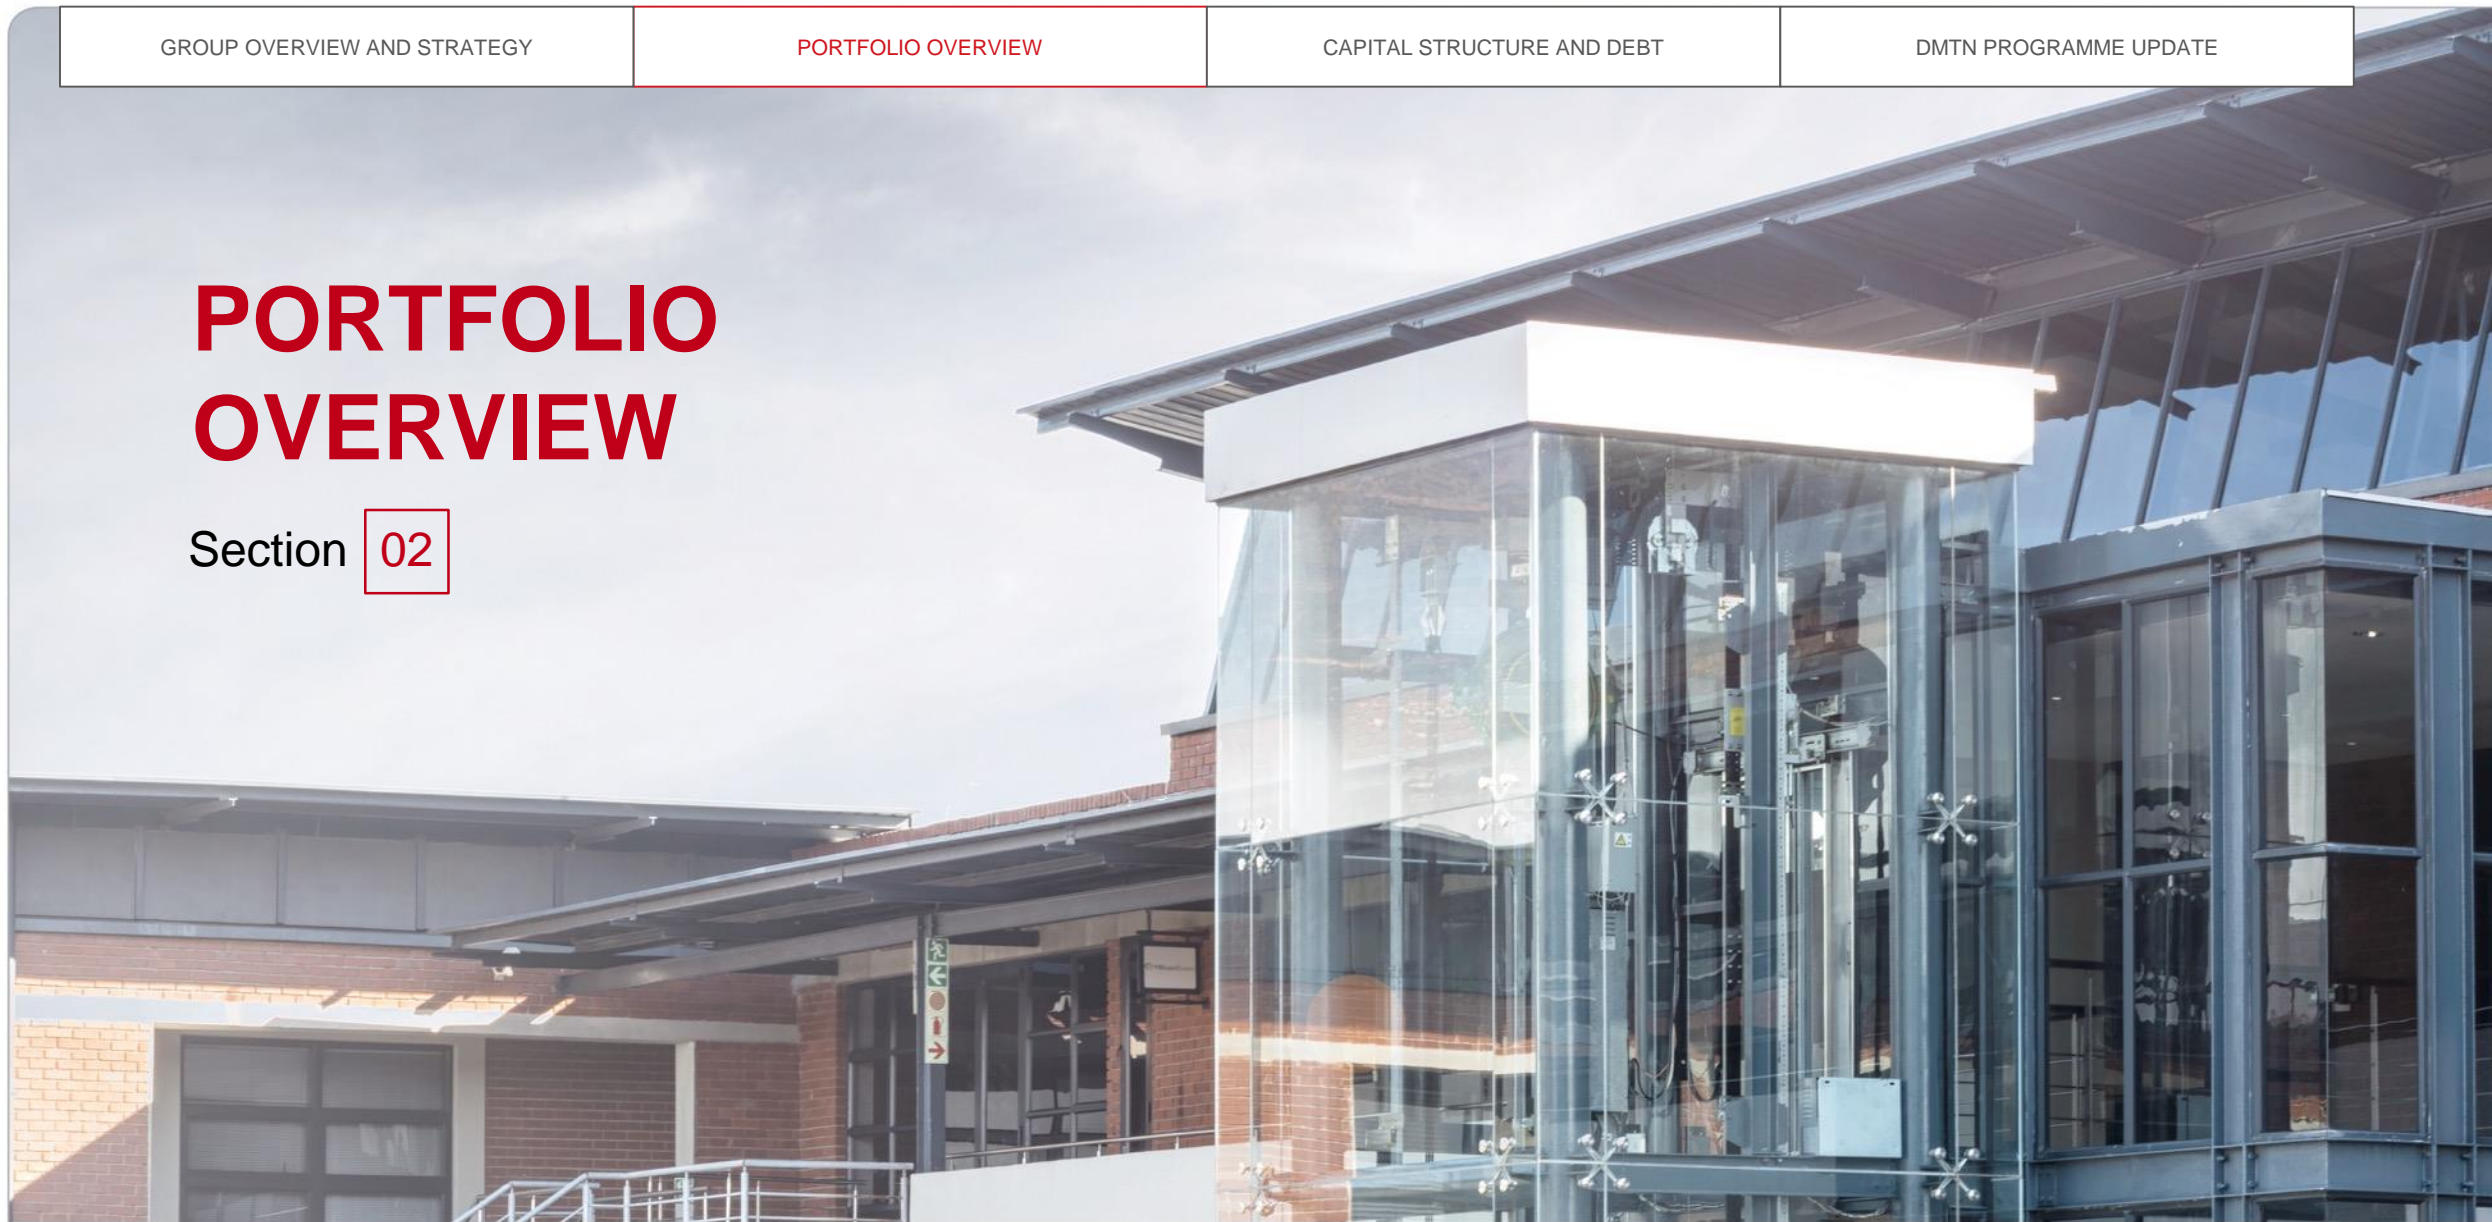 GROUP OVERVIEW AND STRATEGY
PORTFOLIO OVERVIEW
CAPITAL STRUCTURE AND DEBT
DMTN PROGRAMME UPDATE
PORTFOLIO
OVERVIEW
Section 02